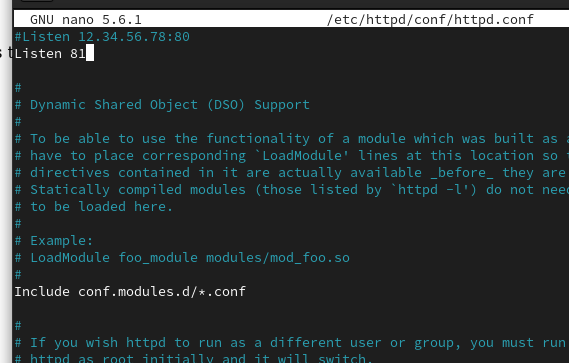 GNU nano 5.6.1 /etc/httpd/conf/httpd.conf
#Listen 12.34.56.78:80
Listen 81
#
# Dynamic Shared Object (DSO) Support
#
# To be able to use the functionality of a module which was built as a
# have to place corresponding `LoadModule' lines at this location so
# directives contained in it are actually available _before_ they are
# Statically compiled modules (those listed by `httpd -l') do not need
# to be loaded here.
#
# Example:
# LoadModule foo_module modules/mod_foo.so
#
Include conf.modules.d/*.conf
#
# If you wish httpd to run as a different user or group, you must run
# httpd as root initially and it will switch.